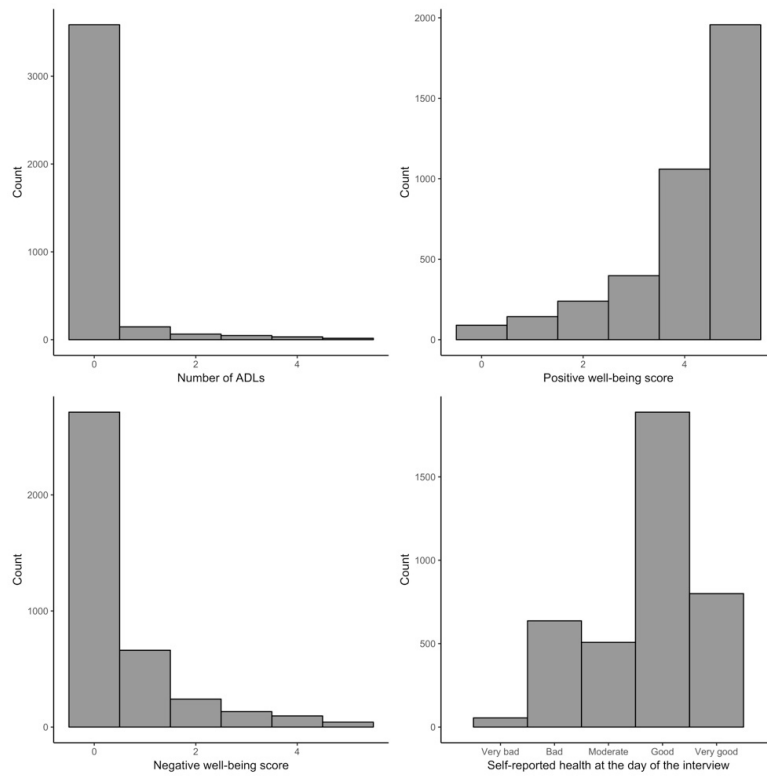 3000
2000
1000
0
Count
0 2 4
Number of ADLs
2000
1500
1000
500
0
Count
0 2 4
Positive well-being score
2000
1000
0
Count
0 2 4
Negative well-being score
1500
1000
500
0
Count
Very bad Bad Moderate Good Very good
Self-reported health at the day of the interview